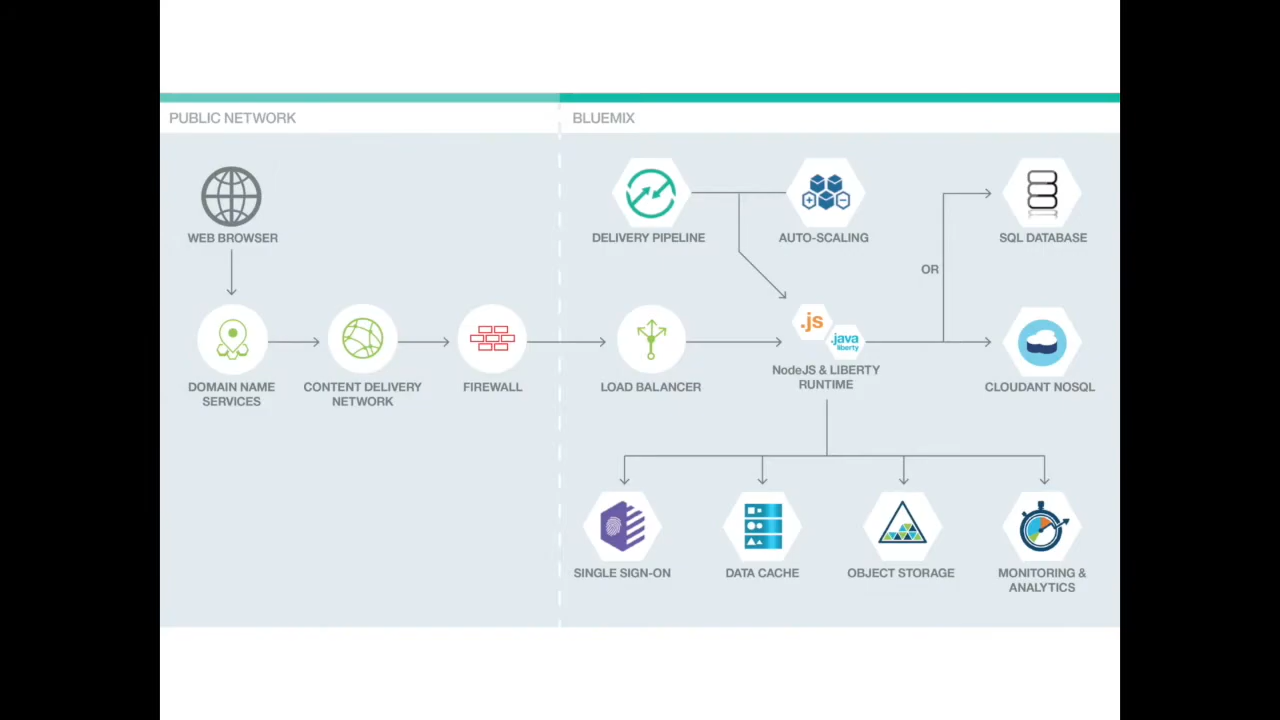 PUBLIC NETWORK
BLUEMIX
WEB BROWSER
DELIVERY PIPELINE
AUTO-SCALING
SQL DATABASE
OR
.js
.java
liberty
DOMAIN NAME
SERVICES
CONTENT DELIVERY
NETWORK
FIREWALL
LOAD BALANCER
NodeJS & LIBERTY
RUNTIME
CLOUDANT NOSQL
SINGLE SIGN-ON
DATA CACHE
OBJECT STORAGE
MONITORING &
ANALYTICS